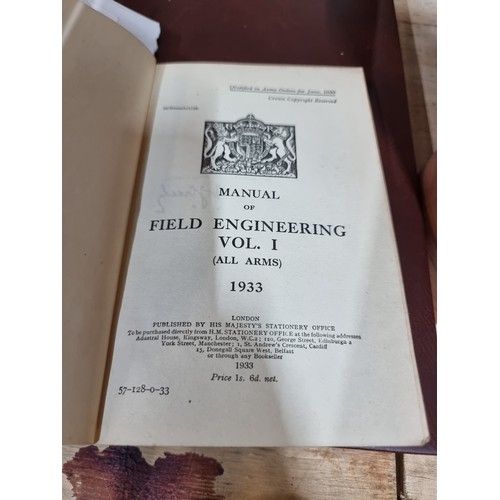 Crown Copyright Reserved
MANUAL
OF
FIELD ENGINEERING
VOL. I
(ALL ARMS)
1933
LONDON
PUBLISHED BY HIS MAJESTY'S STATIONERY OFFICE
To be purchased directly from H.M. STATIONERY OFFICE at the following addresses
Adastral House, Kingsway, London, W.C.2; 120, George Street, Edinburgh 2
York Street, Manchester; 1, St. Andrew's Crescent, Cardiff
15, Donegall Square West, Belfast
or through any Bookseller
1933
Price 1s. 6d. net.
57-128-0-33